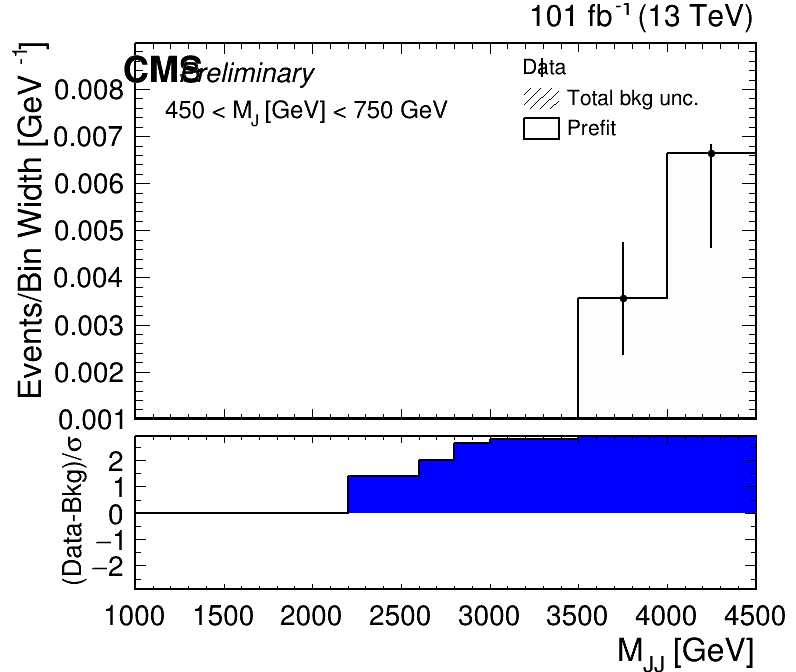 101 fb⁻¹ (13 TeV)
CMS Preliminary
450 < M_J [GeV] < 750 GeV
Data
Total bkg unc.
Prefit
Events/Bin Width [GeV⁻¹]
0.008
0.007
0.006
0.005
0.004
0.003
0.002
0.001
(Data-Bkg)/σ
2
1
0
−1
−2
1000 1500 2000 2500 3000 3500 4000 4500
M_JJ [GeV]